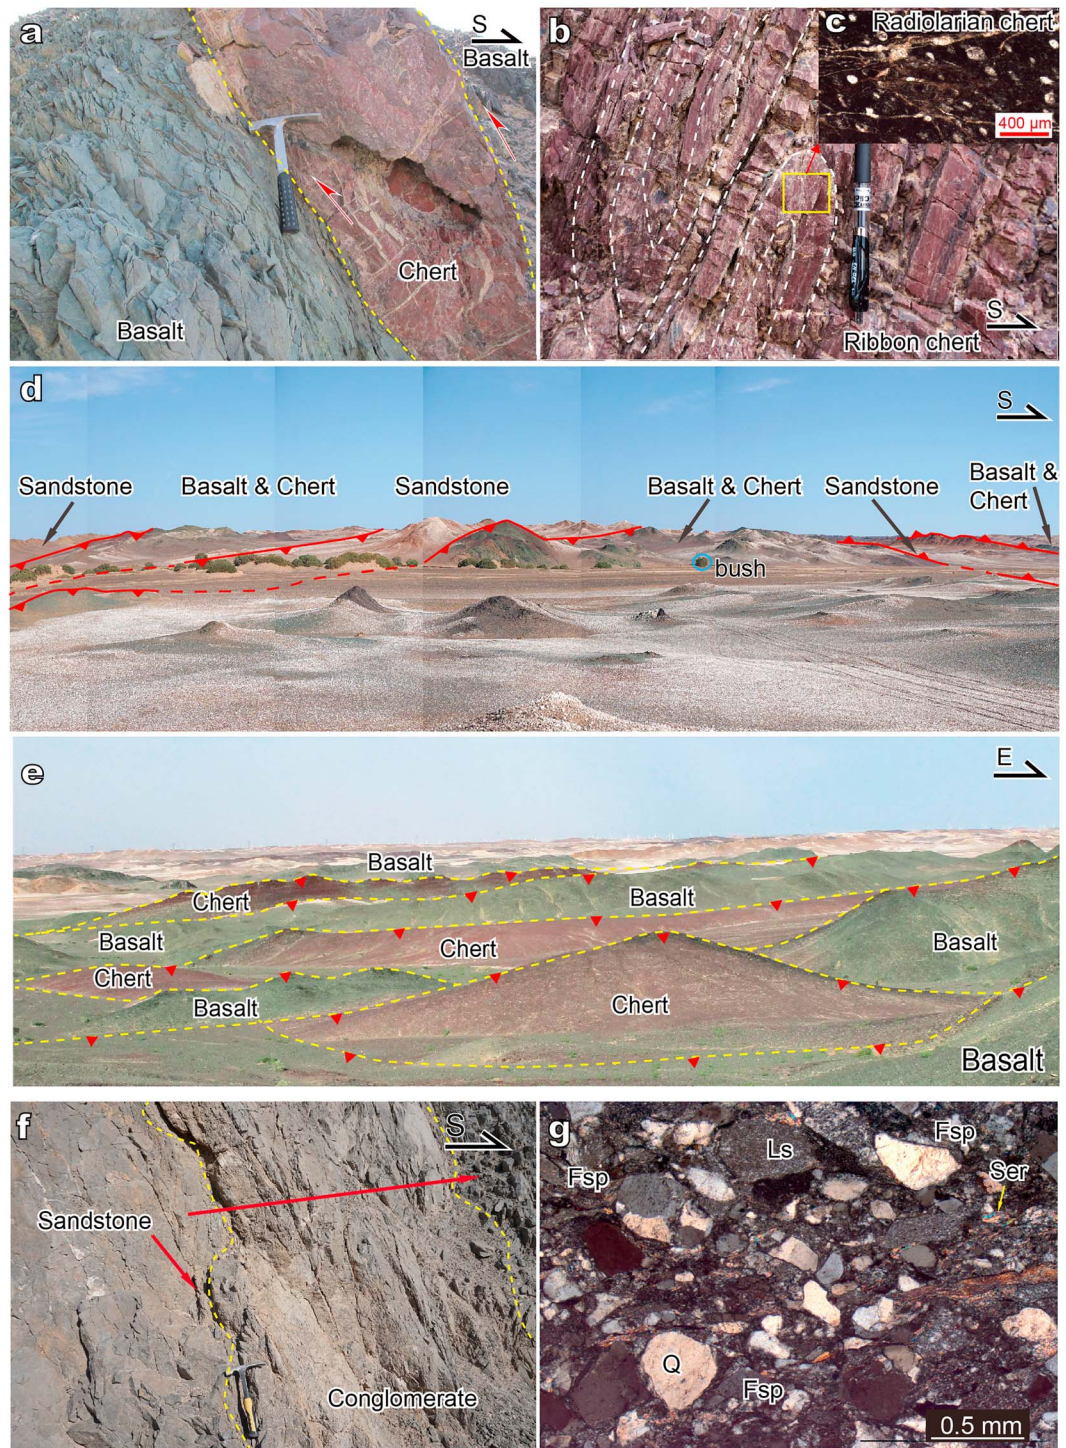 a
S
Basalt
Chert
Basalt
b
c
Radiolarian chert
400 µm
S
Ribbon chert
d
S
Sandstone
Basalt & Chert
Sandstone
Basalt & Chert
Sandstone
Basalt &
Chert
bush
e
E
Basalt
Chert
Basalt
Basalt
Chert
Basalt
Chert
Basalt
Chert
Basalt
f
S
Sandstone
Conglomerate
g
Ls
Fsp
Fsp
Ser
Q
Fsp
0.5 mm